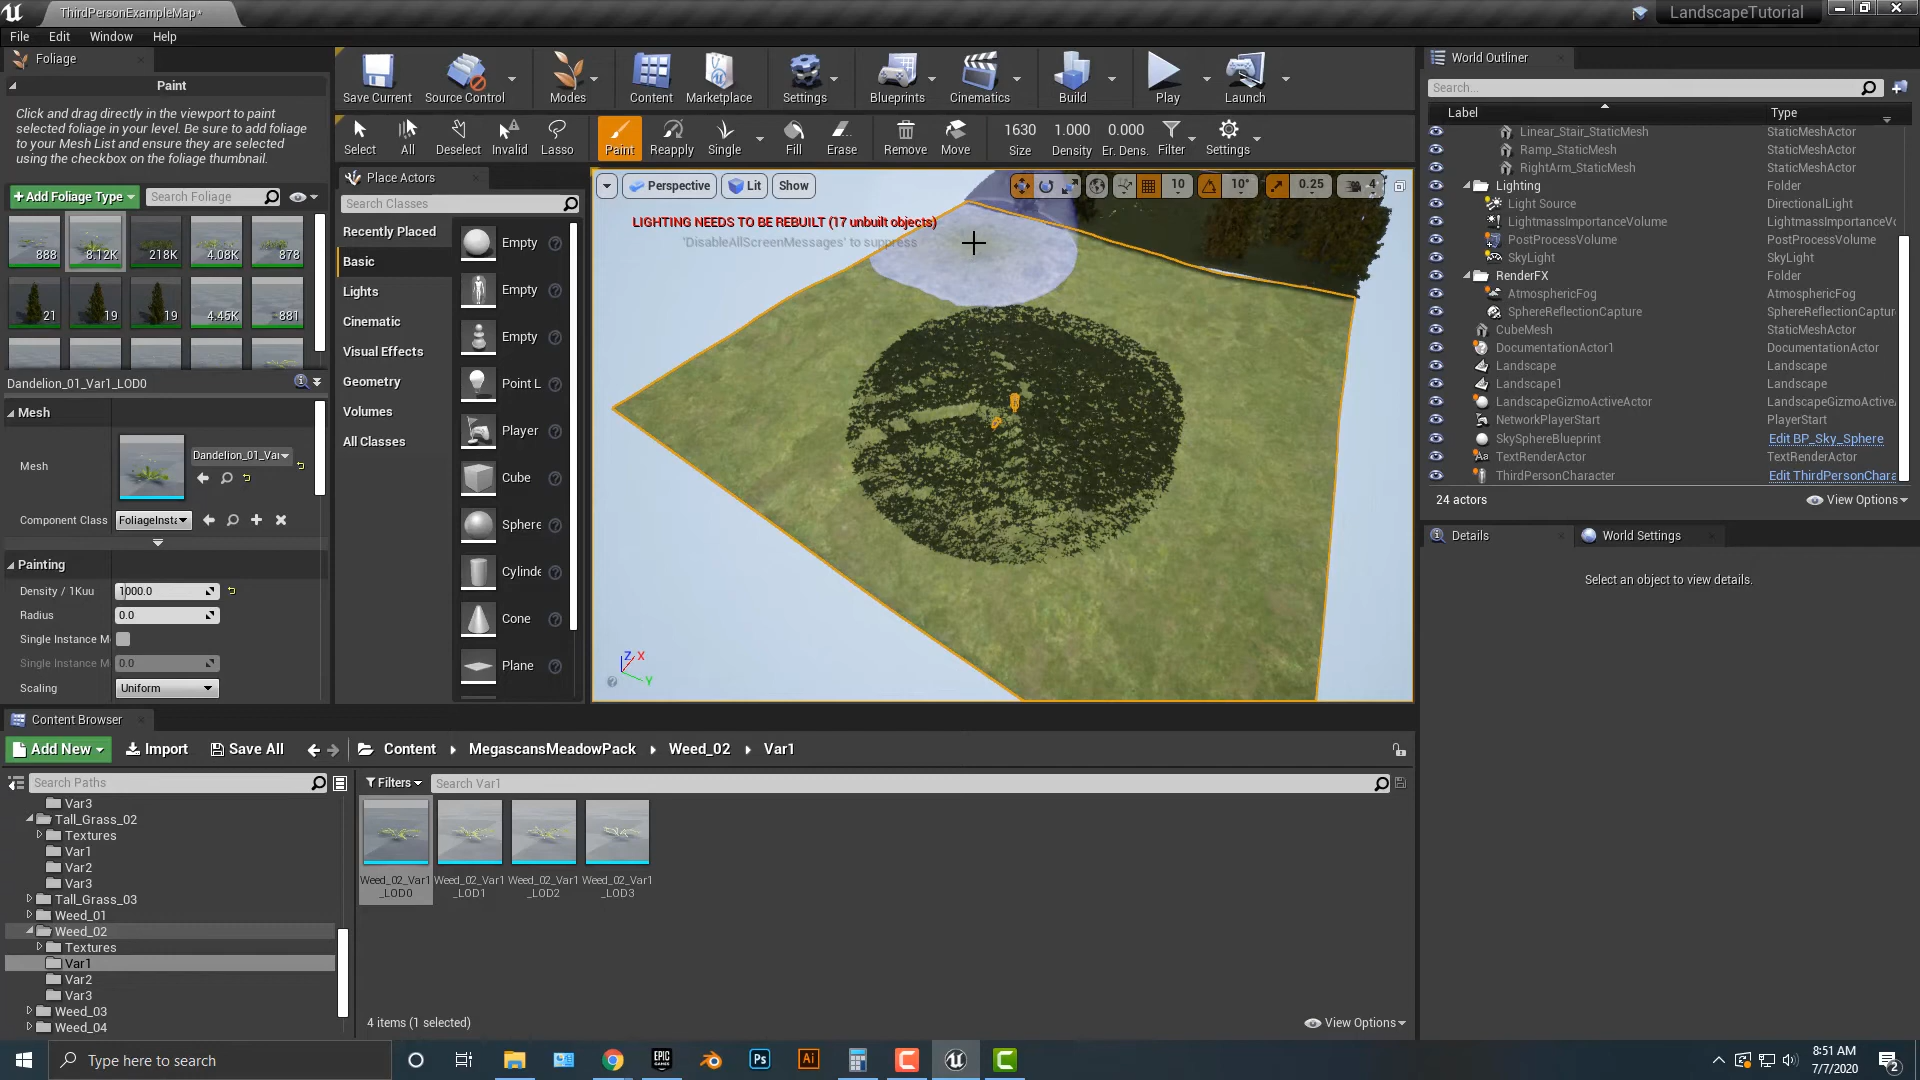 ThirdPersonExampleMap*
LandscapeTutorial
File Edit Window Help
Foliage
Paint
Click and drag directly in the viewport to paint
selected foliage in your level. Be sure to add foliage
to your Mesh List and ensure they are selected
using the checkbox on the foliage thumbnail.
+Add Foliage Type
Search Foliage
888 8.12K 218K 4.08K 878
21 19 19 4.45K 881
Dandelion_01_Var1_LOD0
Mesh
Mesh
Dandelion_01_Va
Component Class
FoliageInst
Painting
Density / 1Kuu
1000.0
Radius
0.0
Single Instance M
Single Instance M
0.0
Scaling
Uniform
Save Current Source Control Modes Content Marketplace Settings Blueprints Cinematics Build Play Launch
Select All Deselect Invalid Lasso Paint Reapply Single Fill Erase Remove Move
1630 1.000 0.000
Size Density Er. Dens. Filter Settings
Place Actors
Search Classes
Recently Placed
Basic
Lights
Cinematic
Visual Effects
Geometry
Volumes
All Classes
Empty
Empty
Empty
Point L
Player
Cube
Sphere
Cylinde
Cone
Plane
Perspective Lit Show
10 10° 0.25 4
LIGHTING NEEDS TO BE REBUILT (17 unbuilt objects)
'DisableAllScreenMessages' to suppress
Z X
Y
World Outliner
Search...
Label Type
Linear_Stair_StaticMesh StaticMeshActor
Ramp_StaticMesh StaticMeshActor
RightArm_StaticMesh StaticMeshActor
Lighting Folder
Light Source DirectionalLight
LightmassImportanceVolume LightmassImportanceVo
PostProcessVolume PostProcessVolume
SkyLight SkyLight
RenderFX Folder
AtmosphericFog AtmosphericFog
SphereReflectionCapture SphereReflectionCaptur
CubeMesh StaticMeshActor
DocumentationActor1 DocumentationActor
Landscape Landscape
Landscape1 Landscape
LandscapeGizmoActiveActor LandscapeGizmoActiveA
NetworkPlayerStart PlayerStart
SkySphereBlueprint Edit BP_Sky_Sphere
TextRenderActor TextRenderActor
ThirdPersonCharacter Edit ThirdPersonChara
24 actors
View Options
Details
World Settings
Select an object to view details.
Content Browser
Add New Import Save All Content MegascansMeadowPack Weed_02 Var1
Search Paths
Filters
Search Var1
Var3
Tall_Grass_02
Textures
Var1
Var2
Var3
Tall_Grass_03
Weed_01
Weed_02
Textures
Var1
Var2
Var3
Weed_03
Weed_04
Weed_02_Var1 Weed_02_Var1 Weed_02_Var1 Weed_02_Var1
_LOD0 _LOD1 _LOD2 _LOD3
4 items (1 selected)
View Options
Type here to search
EPIC
GAMES
Ps
Ai
8:51 AM
7/7/2020
2